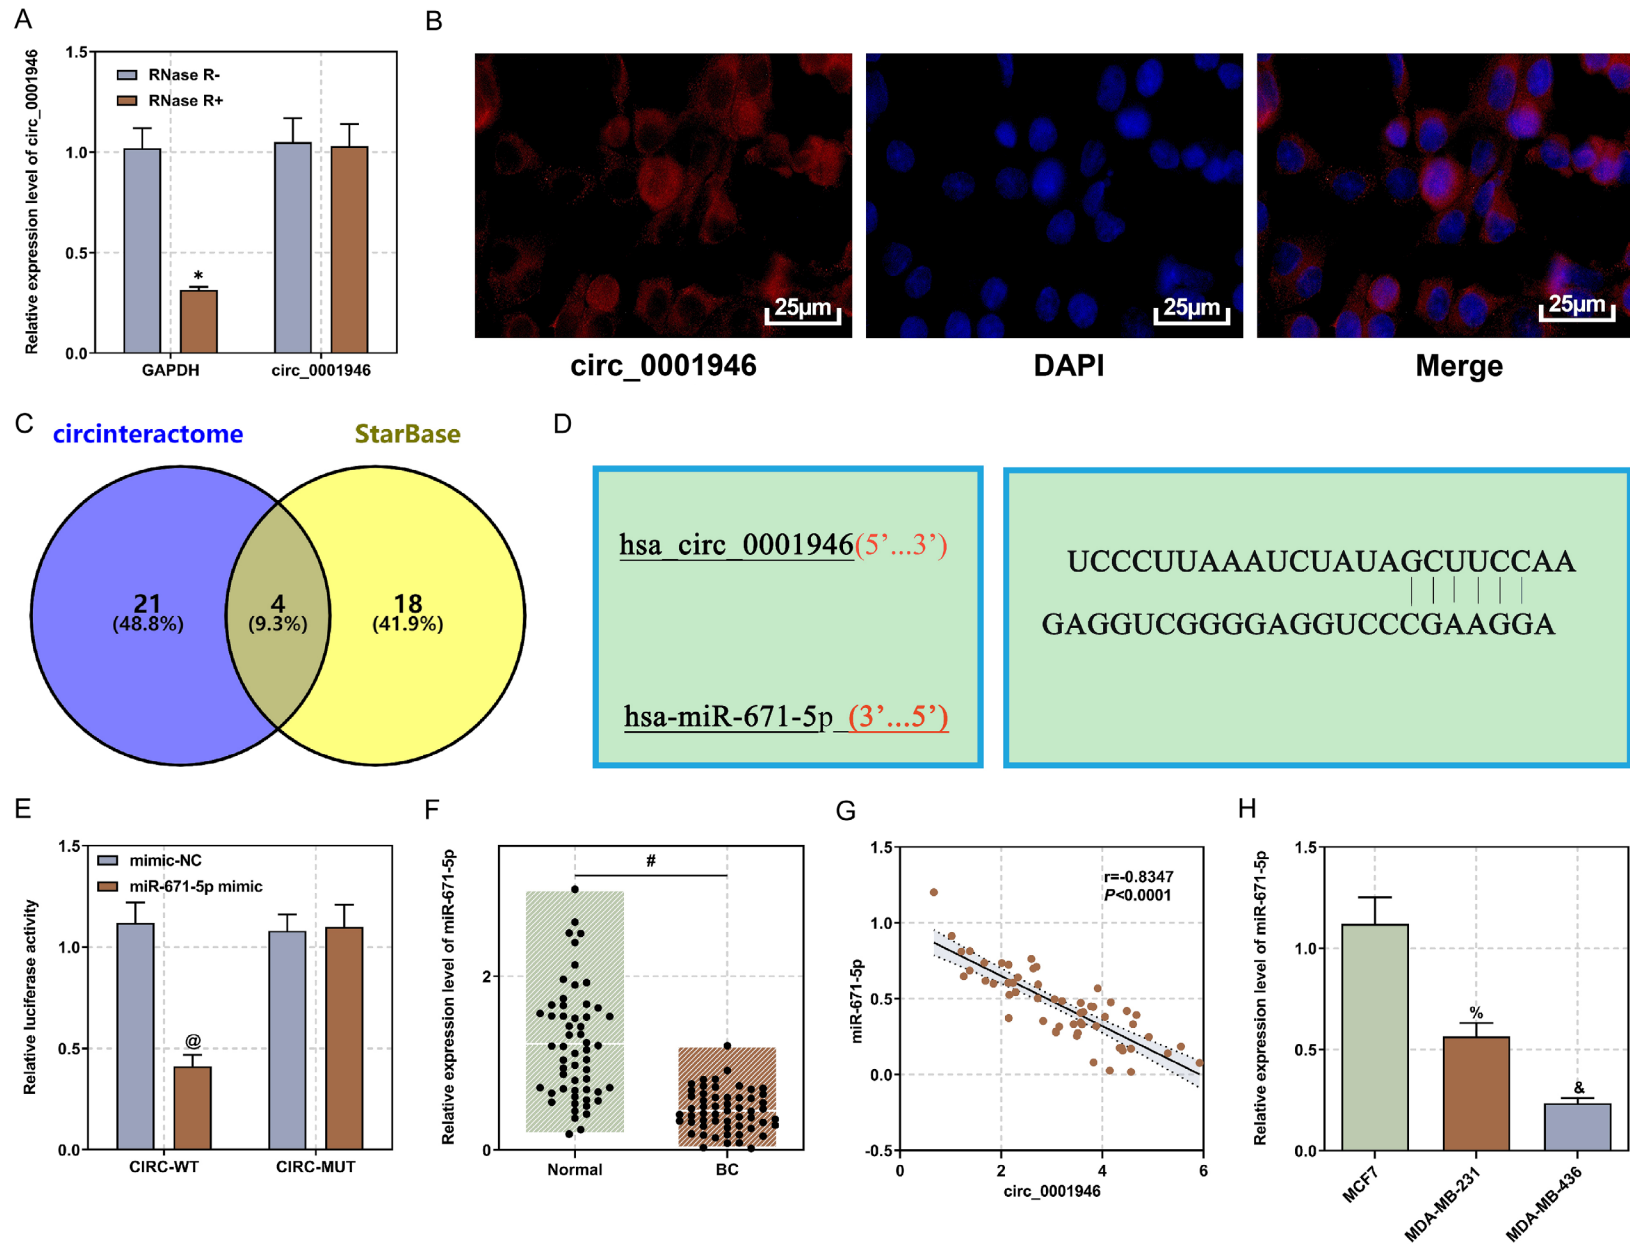 A
Relative expression level of circ_0001946
1.5
1.0
0.5
0.0
RNase R-
RNase R+
*
GAPDH
circ_0001946
B
25μm
25μm
25μm
circ_0001946
DAPI
Merge
C
circinteractome
StarBase
21
(48.8%)
4
(9.3%)
18
(41.9%)
D
hsa_circ_0001946(5'...3')
hsa-miR-671-5p_(3'...5')
UCCCUUAAAUCUAUAGCUUCCAA
GAGGUCGGGGAGGUCCCGAAGGA
E
Relative luciferase activity
1.5
1.0
0.5
0.0
mimic-NC
miR-671-5p mimic
@
CIRC-WT
CIRC-MUT
F
Relative expression level of miR-671-5p
2
0
#
Normal
BC
G
miR-671-5p
1.5
1.0
0.5
0.0
-0.5
r=-0.8347
P<0.0001
0
2
4
6
circ_0001946
H
Relative expression level of miR-671-5p
1.5
1.0
0.5
0.0
%
&
MCF7
MDA-MB-231
MDA-MB-436